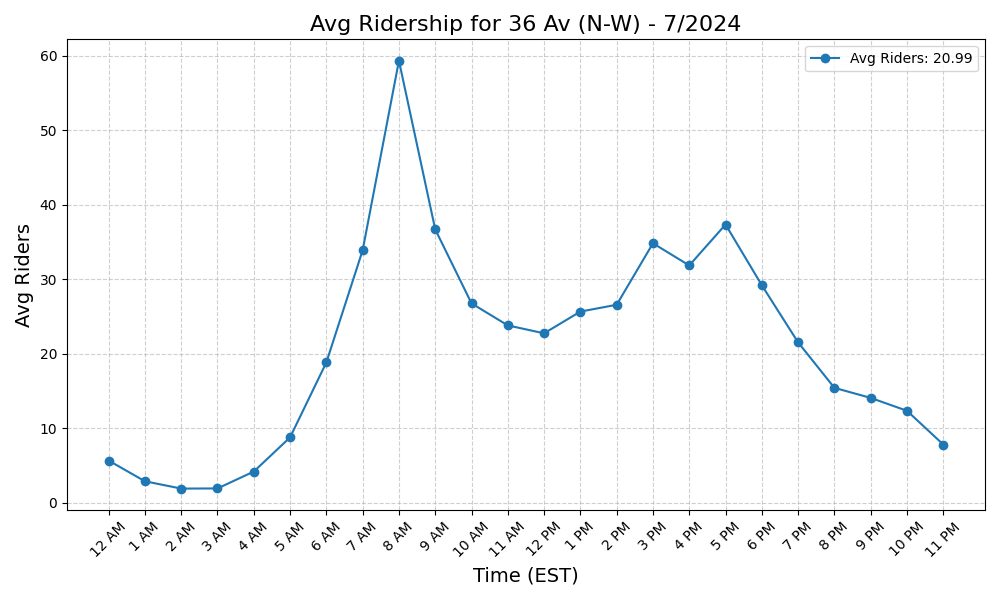 Avg Ridership for 36 Av (N-W) - 7/2024
Avg Riders: 20.99
Avg Riders
60
50
40
30
20
10
0
12 AM
1 AM
2 AM
3 AM
4 AM
5 AM
6 AM
7 AM
8 AM
9 AM
10 AM
11 AM
12 PM
1 PM
2 PM
3 PM
4 PM
5 PM
6 PM
7 PM
8 PM
9 PM
10 PM
11 PM
Time (EST)